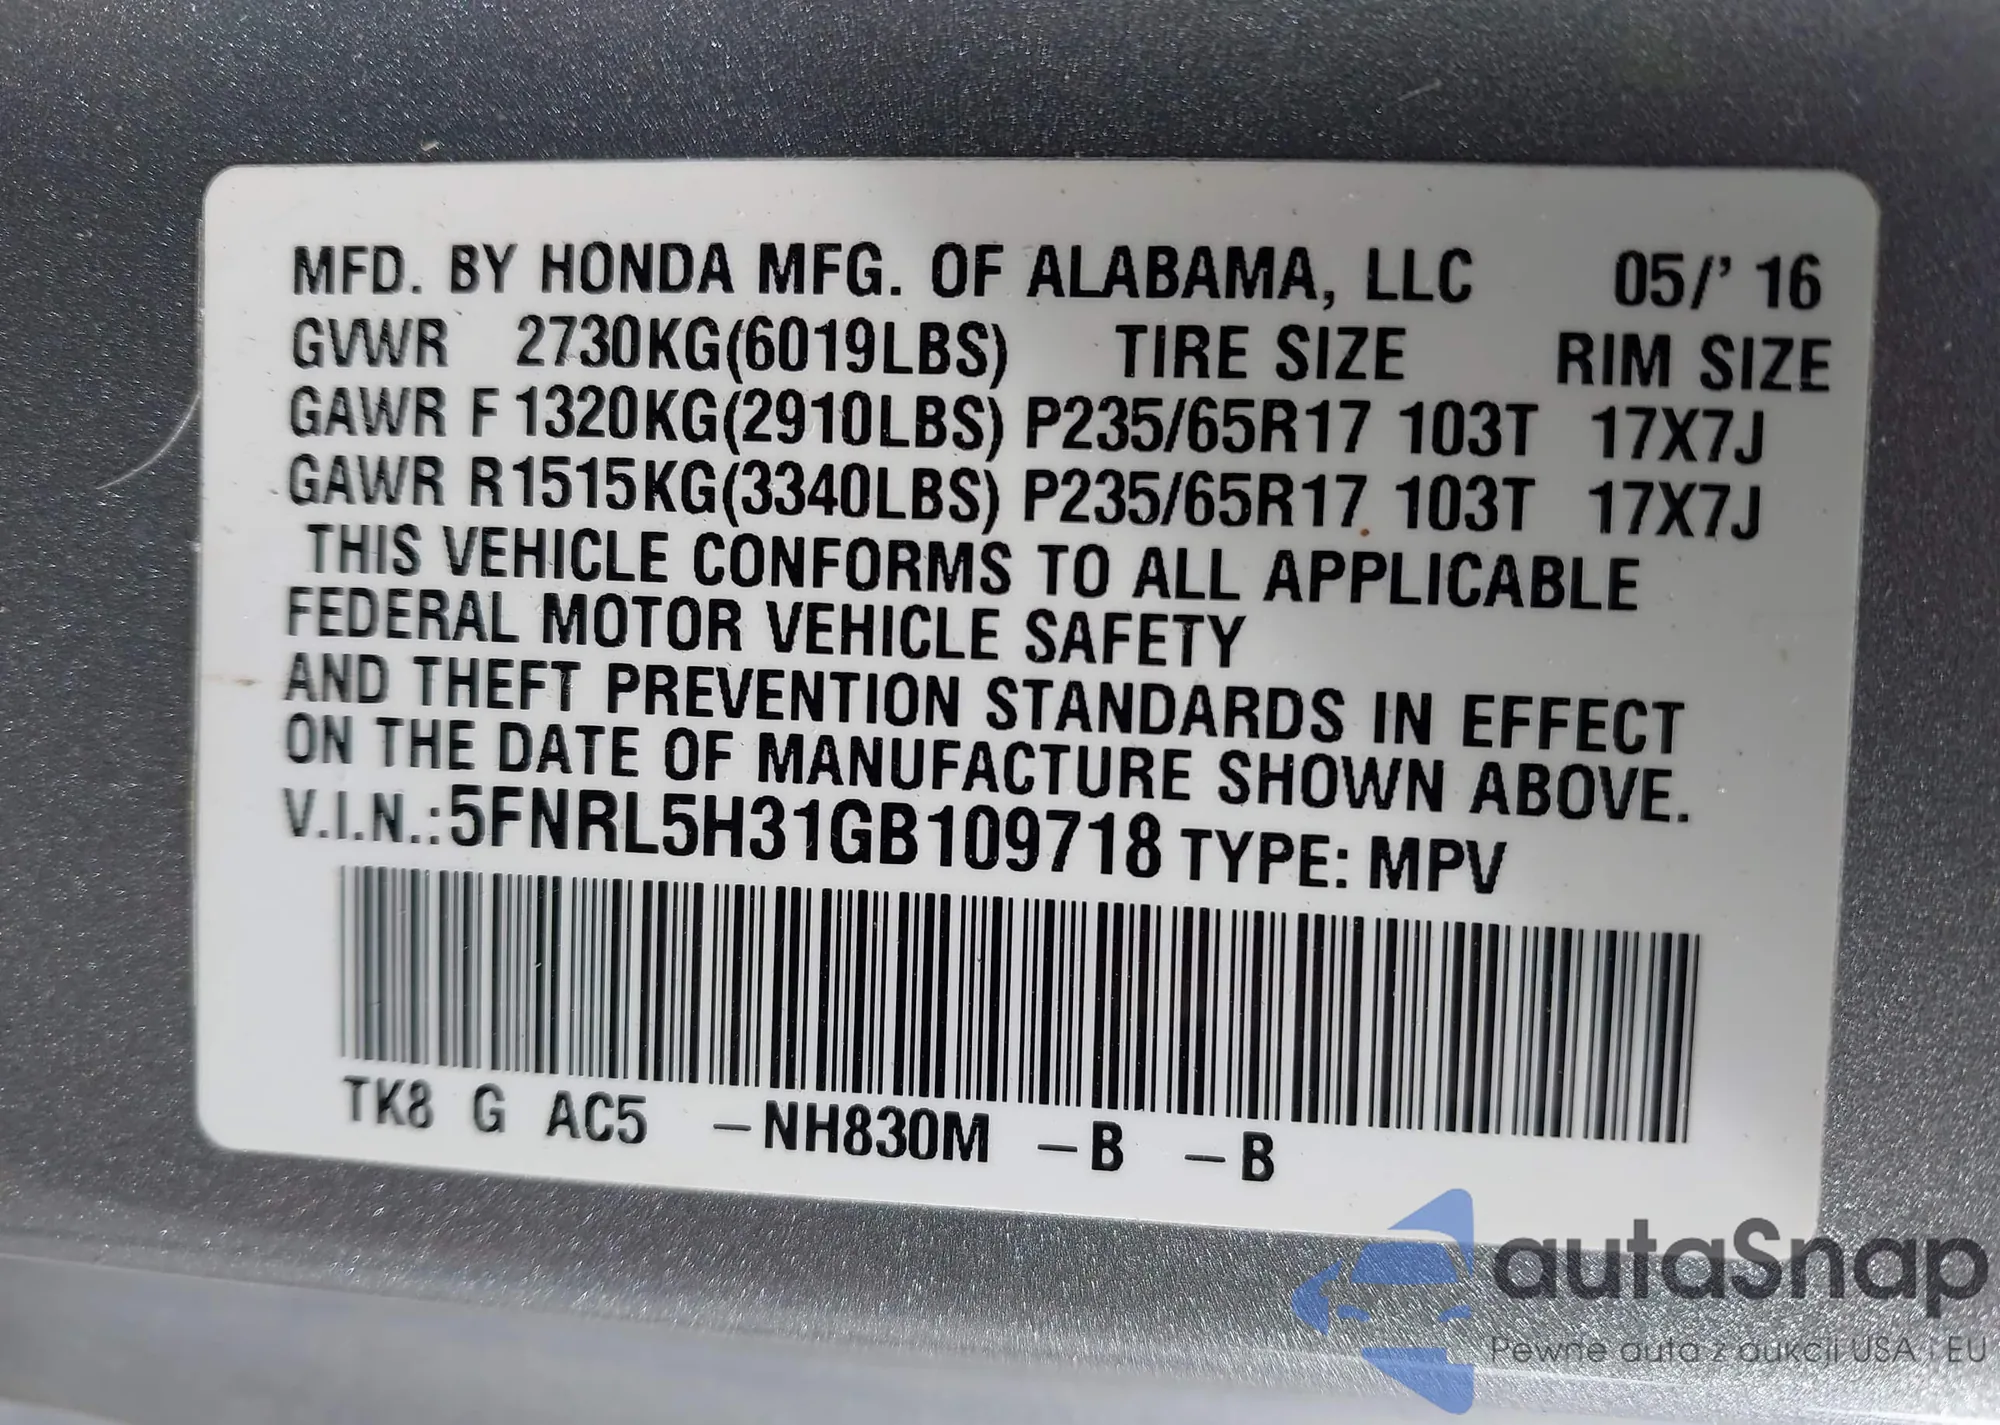 MFD. BY HONDA MFG. OF ALABAMA, LLC 05/' 16
GVWR 2730KG(6019LBS) TIRE SIZE RIM SIZE
GAWR F 1320KG(2910LBS) P235/65R17 103T 17X7J
GAWR R 1515KG(3340LBS) P235/65R17 103T 17X7J
THIS VEHICLE CONFORMS TO ALL APPLICABLE
FEDERAL MOTOR VEHICLE SAFETY
AND THEFT PREVENTION STANDARDS IN EFFECT
ON THE DATE OF MANUFACTURE SHOWN ABOVE.
V.I.N.:5FNRL5H31GB109718 TYPE: MPV
TK8 G AC5 –NH830M –B –B
autaSnap
Pewne auta z aukcji USA i EU